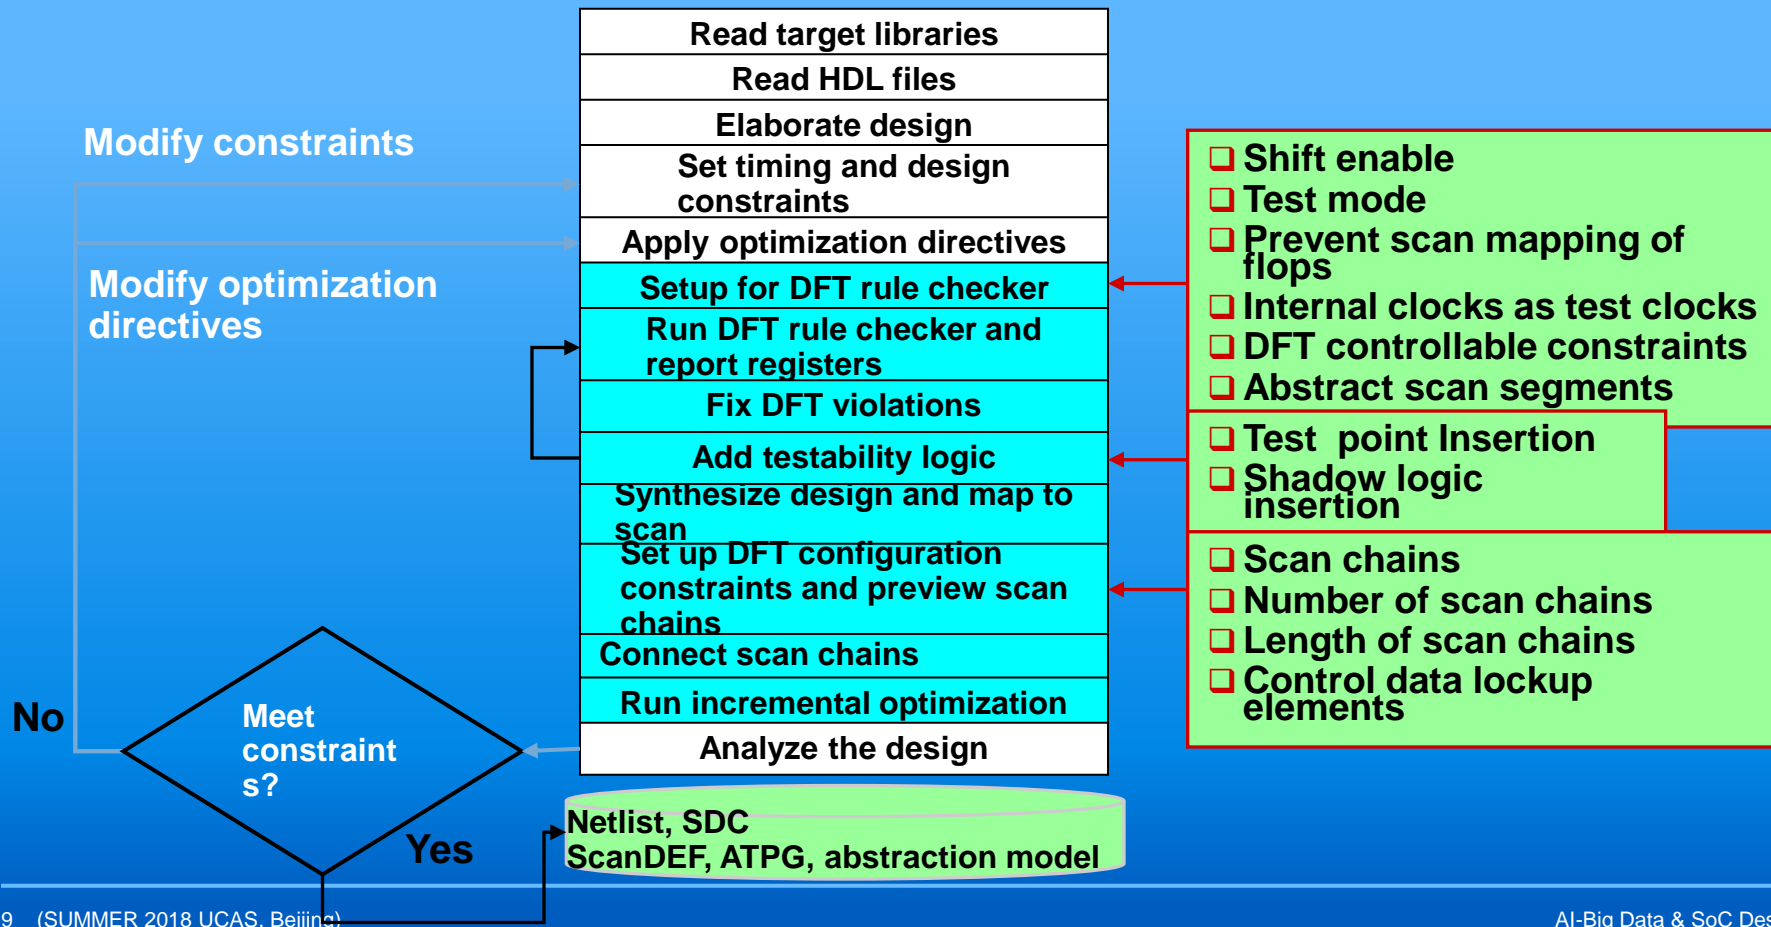 Read target libraries
Read HDL files
Elaborate design
Set timing and design
constraints
Apply optimization directives
Setup for DFT rule checker
Run DFT rule checker and
report registers
Fix DFT violations
Add testability logic
Synthesize design and map to
scan
Set up DFT configuration
constraints and preview scan
chains
Connect scan chains
Run incremental optimization
Analyze the design
Modify constraints
Modify optimization
directives
No
Meet
constraint
s?
Yes
Netlist, SDC
ScanDEF, ATPG, abstraction model
Shift enable
Test mode
Prevent scan mapping of
flops
Internal clocks as test clocks
DFT controllable constraints
Abstract scan segments
Test point Insertion
Shadow logic
insertion
Scan chains
Number of scan chains
Length of scan chains
Control data lockup
elements
9 (SUMMER 2018 UCAS, Beijing)
AI-Big Data & SoC Des